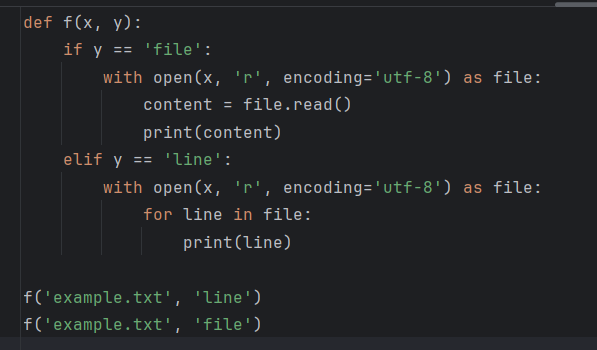 def f(x, y):
    if y == 'file':
        with open(x, 'r', encoding='utf-8') as file:
            content = file.read()
            print(content)
    elif y == 'line':
        with open(x, 'r', encoding='utf-8') as file:
            for line in file:
                print(line)

f('example.txt', 'line')
f('example.txt', 'file')